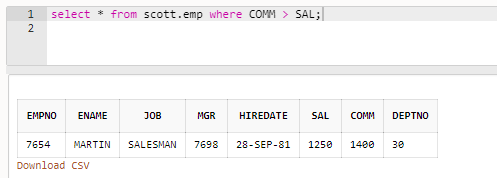 1 select * from scott.emp where COMM > SAL;
2
EMPNO ENAME JOB MGR HIREDATE SAL COMM DEPTNO
7654 MARTIN SALESMAN 7698 28-SEP-81 1250 1400 30
Download CSV